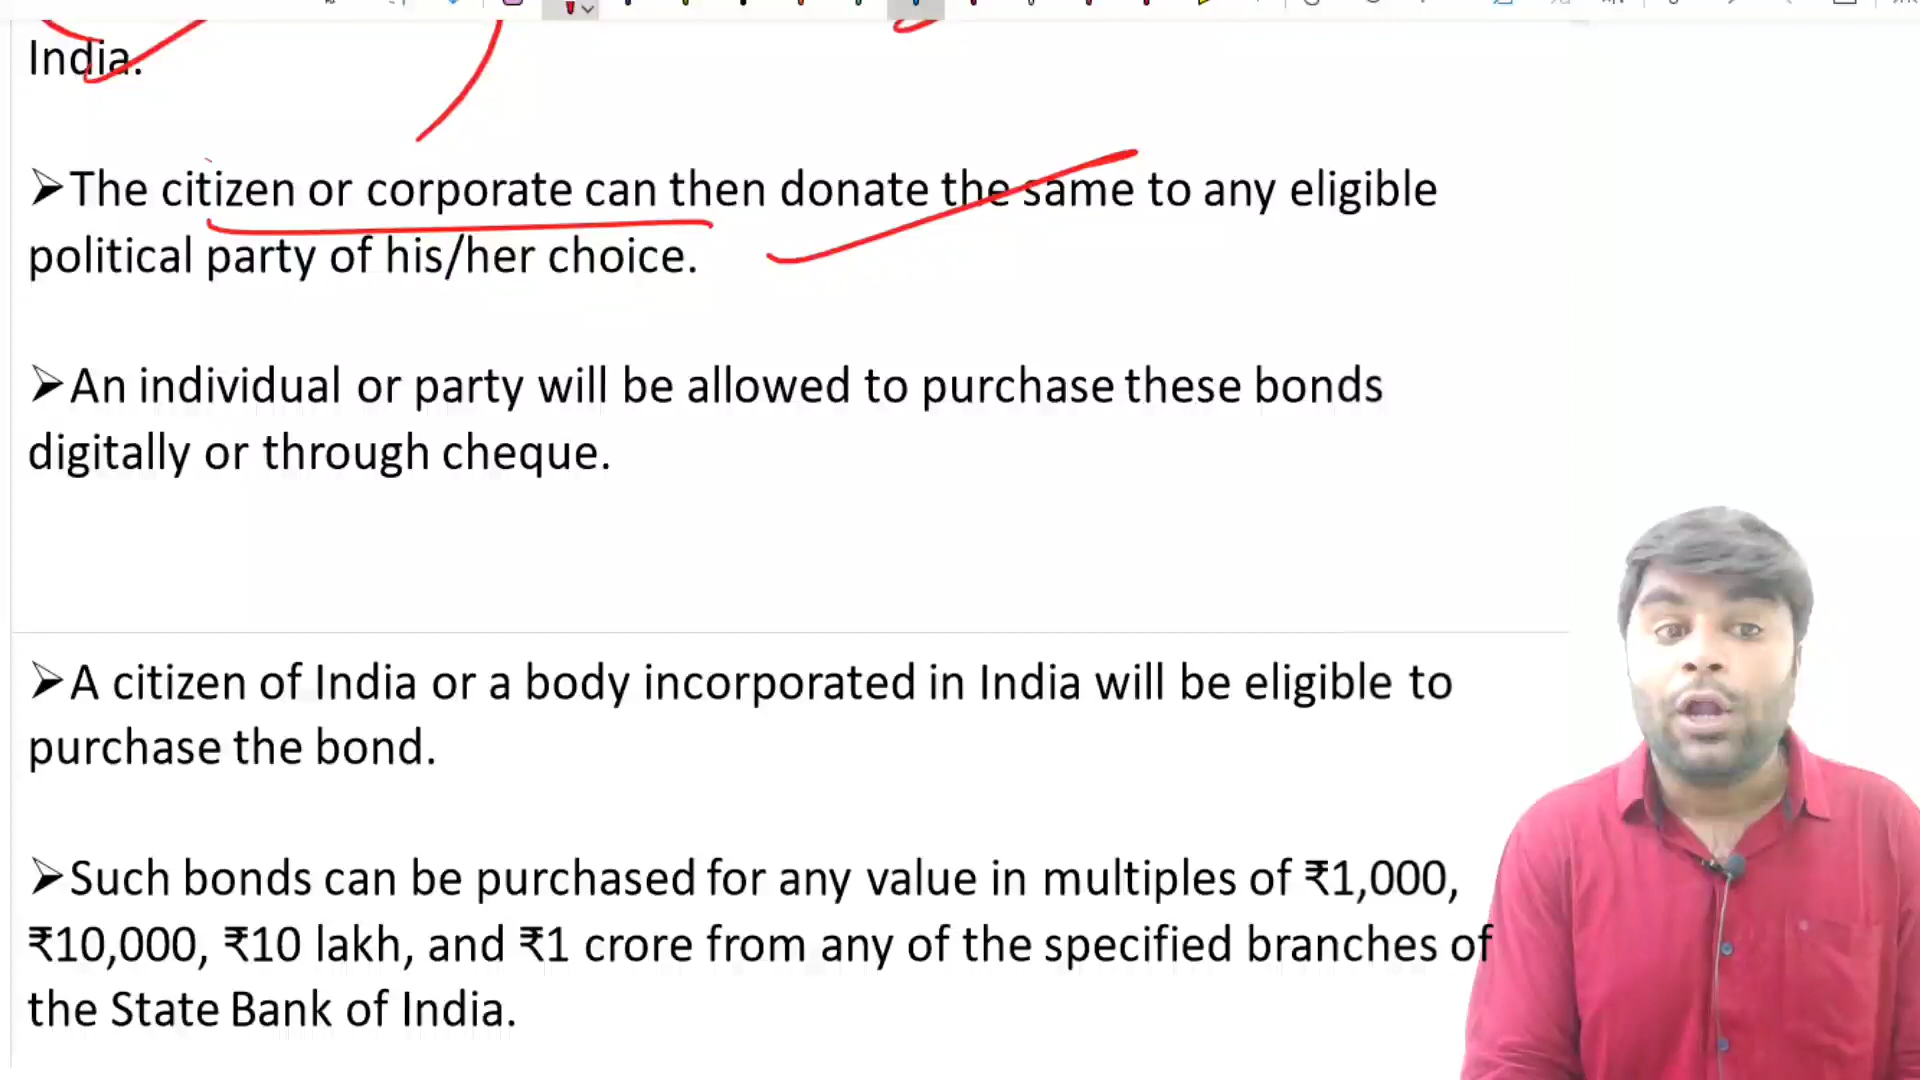 India.
➢The citizen or corporate can then donate the same to any eligible
political party of his/her choice.
➢An individual or party will be allowed to purchase these bonds
digitally or through cheque.
➢A citizen of India or a body incorporated in India will be eligible to
purchase the bond.
➢Such bonds can be purchased for any value in multiples of ₹1,000,
₹10,000, ₹10 lakh, and ₹1 crore from any of the specified branches of
the State Bank of India.